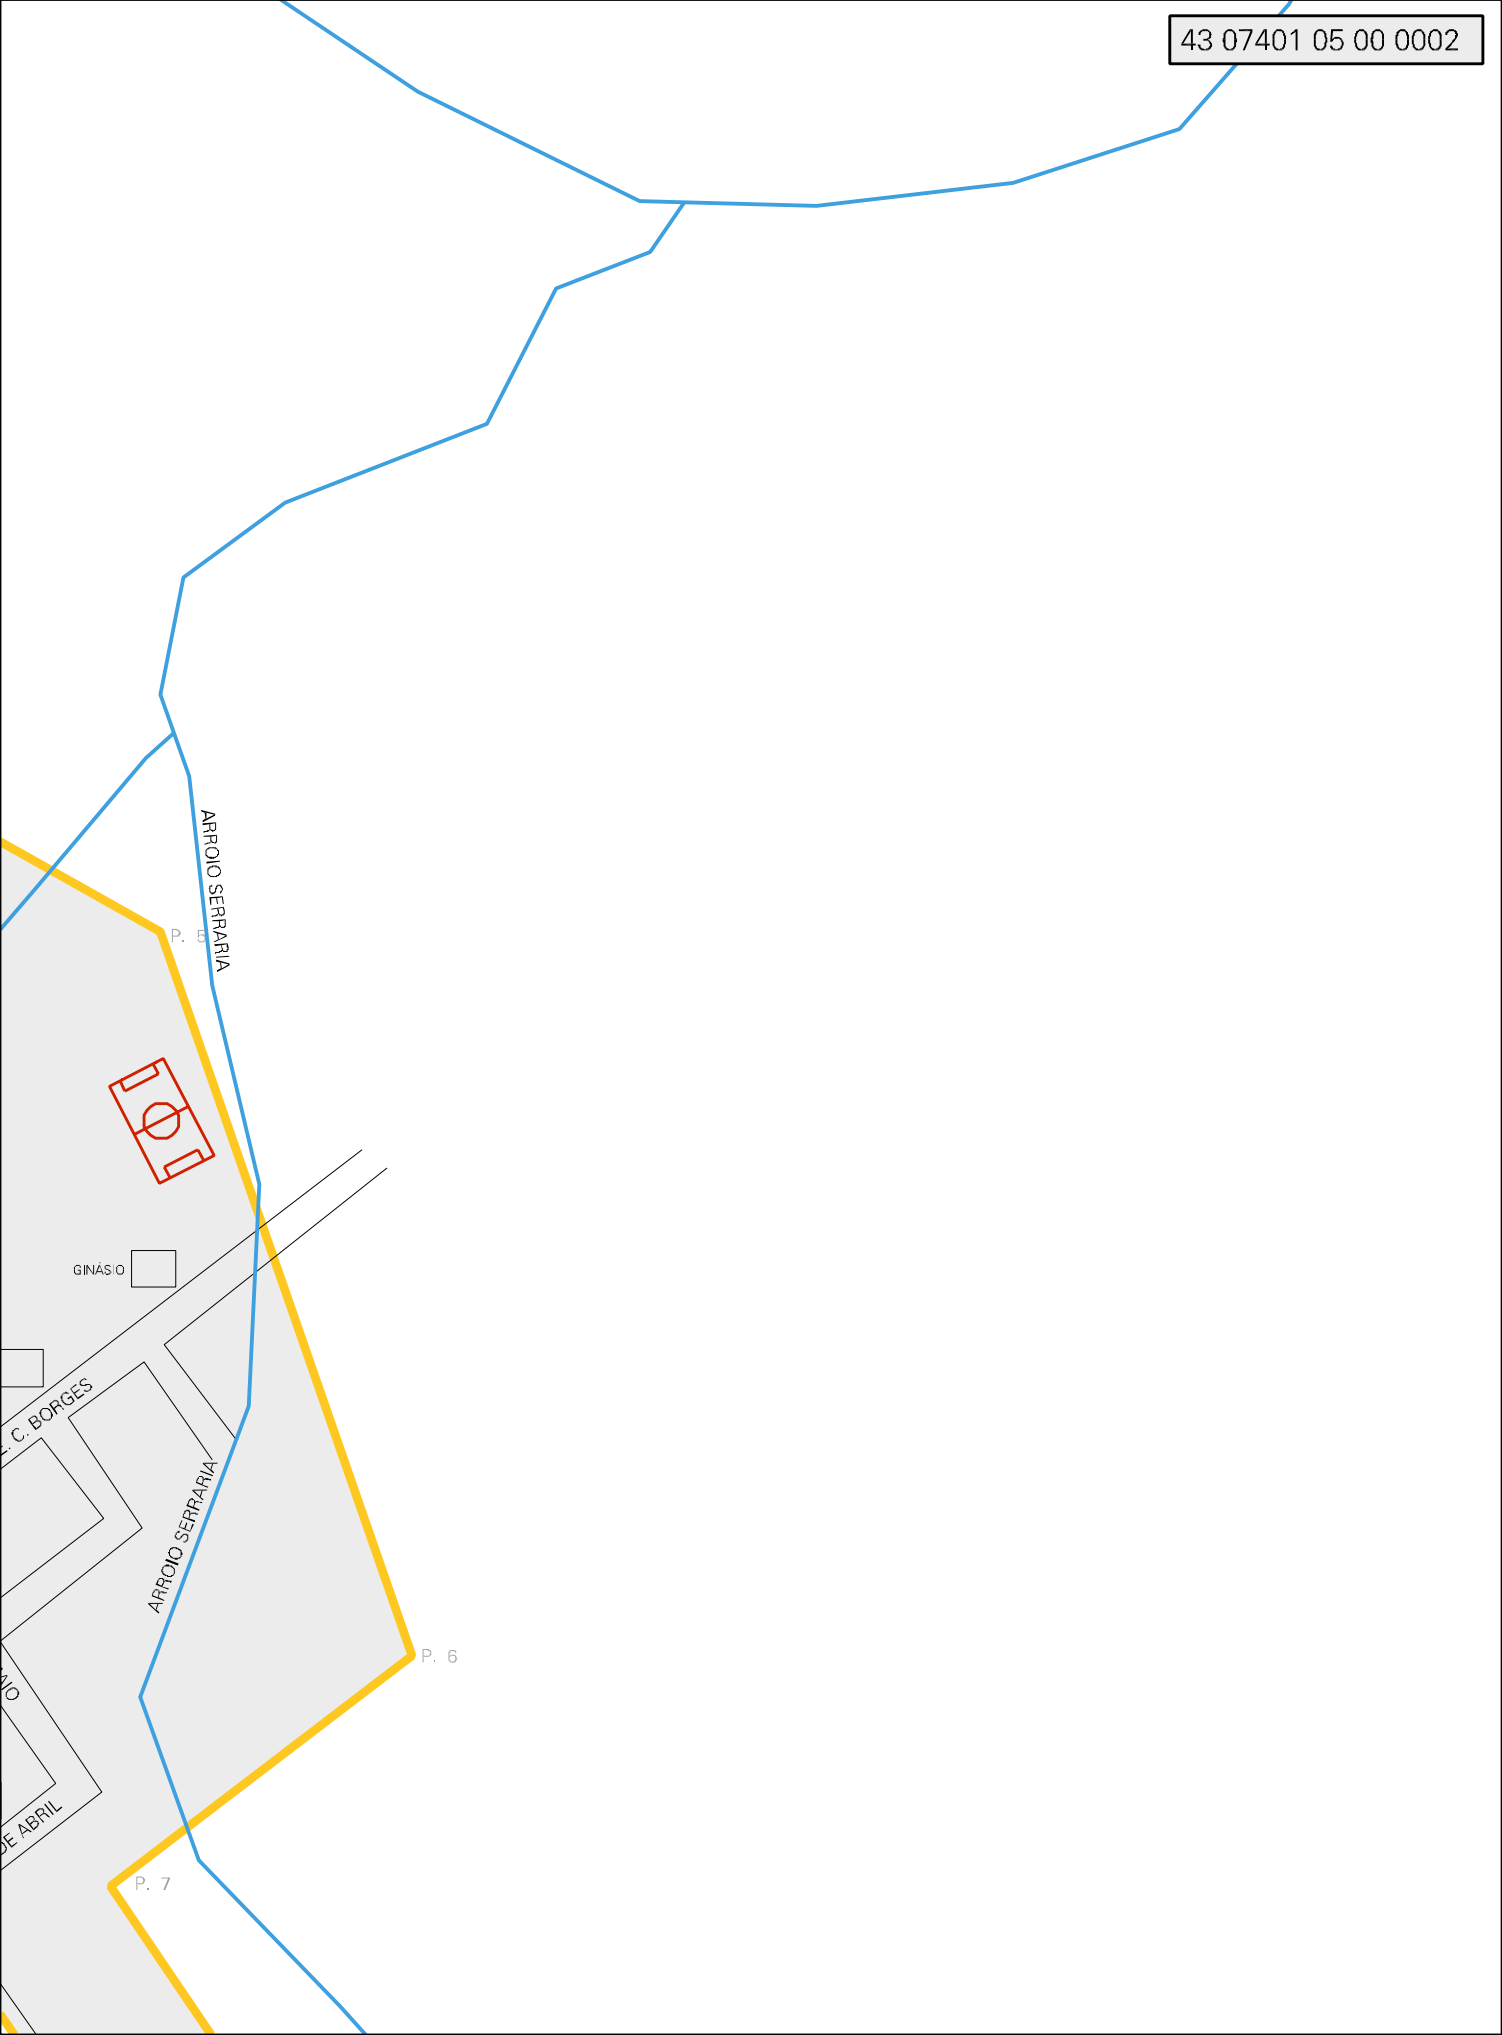 43 07401 05 00 0002
ARROIO SERRARIA
P. 5
GINÁSIO
C. BORGES
ARROIO SERRARIA
P. 6
DE ABRIL
P. 7